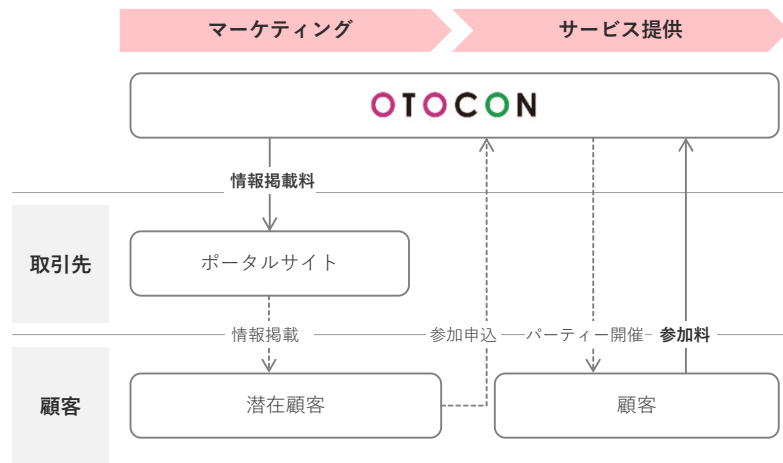 マーケティング
サービス提供
OTOCON
情報掲載料
取引先
ポータルサイト
情報掲載
参加申込
パーティー開催
参加料
顧客
潜在顧客
顧客